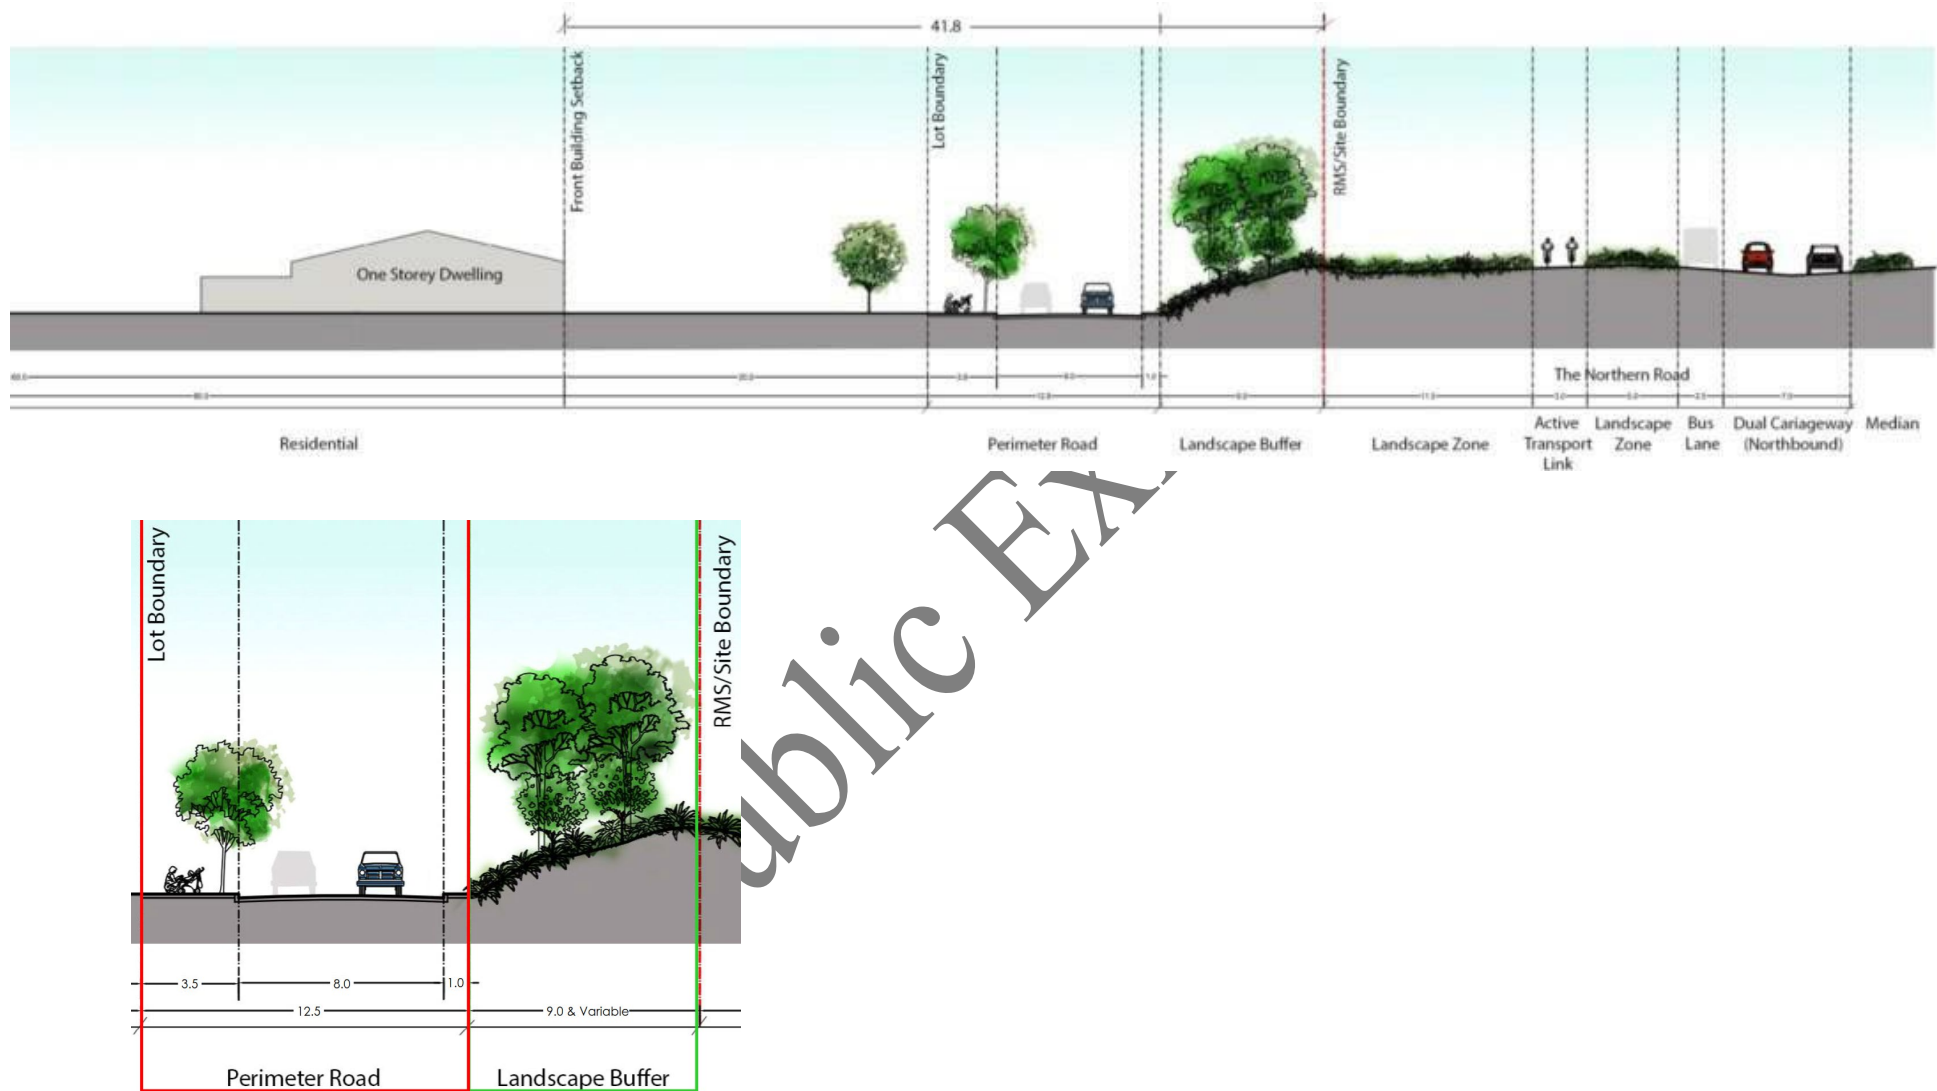 41.8
Front Building Setback
Lot Boundary
RMS/Site Boundary
One Storey Dwelling
The Northern Road
Residential
Perimeter Road
Landscape Buffer
Landscape Zone
Active
Transport
Link
Landscape
Zone
Bus
Lane
Dual Cariageway
(Northbound)
Median
Lot Boundary
RMS/Site Boundary
3.5
8.0
1.0
12.5
9.0 & Variable
Perimeter Road
Landscape Buffer